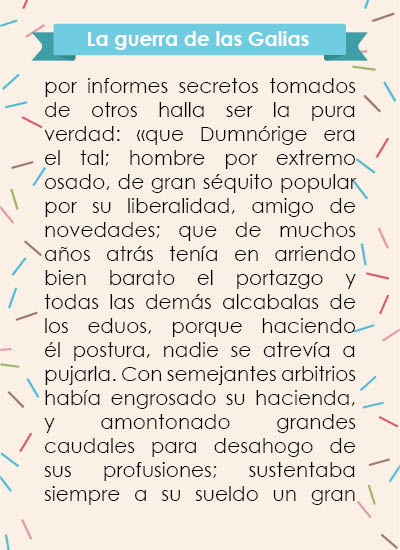 La guerra de las Galias
por informes secretos tomados
de otros halla ser la pura
verdad: «que Dumnórige era
el tal; hombre por extremo
osado, de gran séquito popular
por su liberalidad, amigo de
novedades; que de muchos
años atrás tenía en arriendo
bien barato el portazgo y
todas las demás alcabalas de
los eduos, porque haciendo
él postura, nadie se atrevía a
pujarla. Con semejantes arbitrios
había engrosado su hacienda,
y amontonado grandes
caudales para desahogo de
sus profusiones; sustentaba
siempre a su sueldo un gran